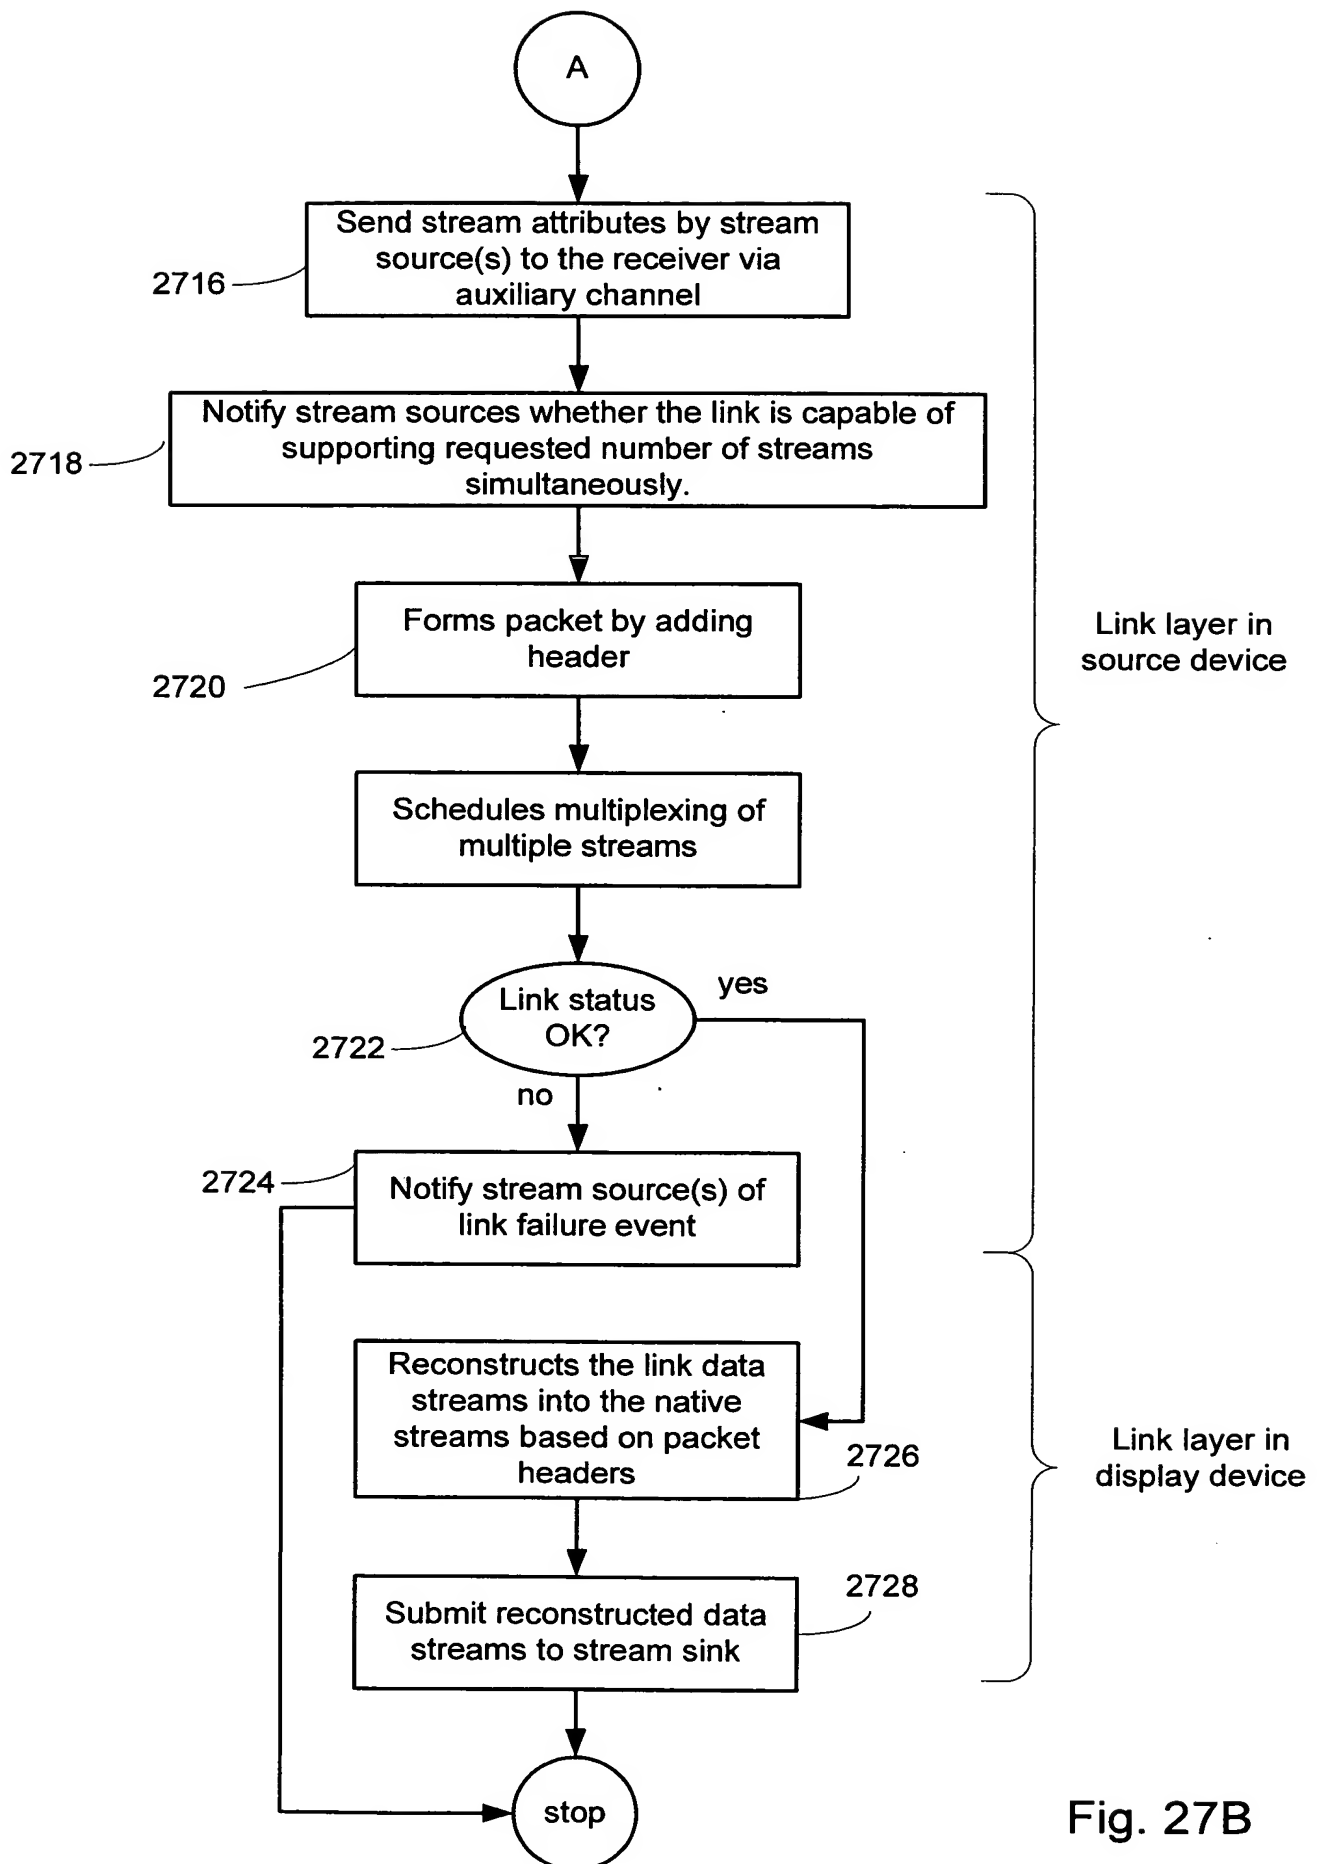 A
Send stream attributes by stream
source(s) to the receiver via
auxiliary channel
2716
Notify stream sources whether the link is capable of
supporting requested number of streams
simultaneously.
2718
Forms packet by adding
header
2720
Link layer in
source device
Schedules multiplexing of
multiple streams
Link status
OK?
yes
2722
no
2724
Notify stream source(s) of
link failure event
Reconstructs the link data
streams into the native
streams based on packet
headers
2726
Link layer in
display device
2728
Submit reconstructed data
streams to stream sink
stop
Fig. 27B